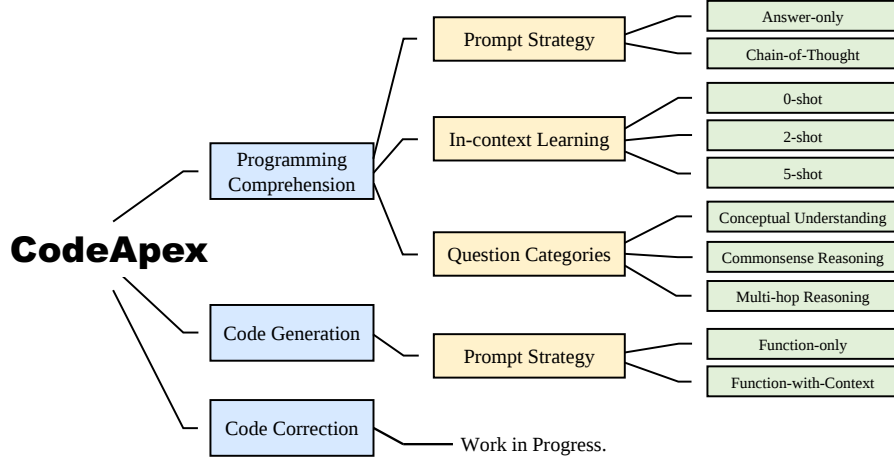 CodeApex
Programming
Comprehension
Prompt Strategy
Answer-only
Chain-of-Thought
In-context Learning
0-shot
2-shot
5-shot
Question Categories
Conceptual Understanding
Commonsense Reasoning
Multi-hop Reasoning
Code Generation
Prompt Strategy
Function-only
Function-with-Context
Code Correction
Work in Progress.